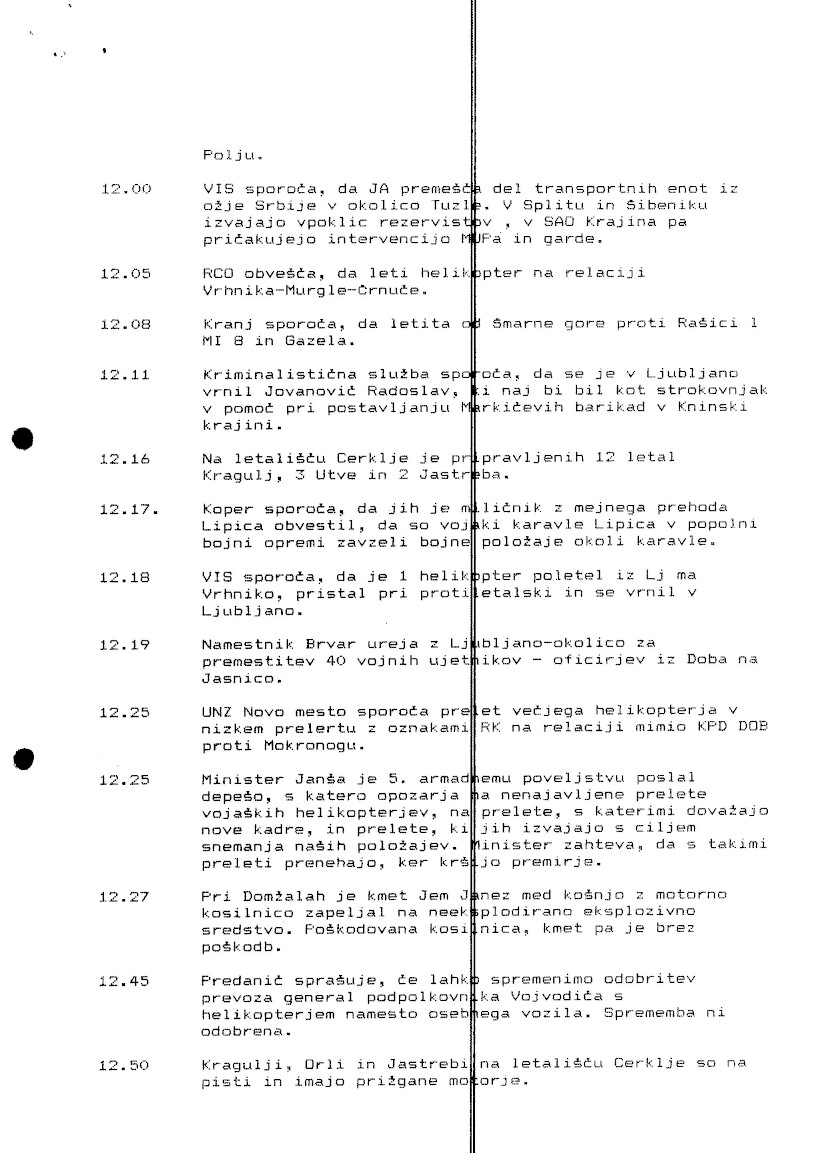 Polju.
12.00 VIS sporoča, da JA premešča del transportnih enot iz
ožje Srbije v okolico Tuzle. V Splitu in Šibeniku
izvajajo vpoklic rezervistov , v SAO Krajina pa
pričakujejo intervencijo MUPa in garde.
12.05 RCO obvešča, da leti helikopter na relaciji
Vrhnika-Murgle-Črnuče.
12.08 Kranj sporoča, da letita od Šmarne gore proti Rašici 1
MI 8 in Gazela.
12.11 Kriminalistična služba sporoča, da se je v Ljubljano
vrnil Jovanović Radoslav, ki naj bi bil kot strokovnjak
v pomoč pri postavljanju Markičevih barikad v Kninski
krajini.
12.16 Na letališču Cerklje je pripravljenih 12 letal
Kragulj, 3 Utve in 2 Jastreba.
12.17. Koper sporoča, da jih je miličnik z mejnega prehoda
Lipica obvestil, da so vojaki karavle Lipica v popolni
bojni opremi zavzeli bojne položaje okoli karavle.
12.18 VIS sporoča, da je 1 helikopter poletel iz Lj ma
Vrhniko, pristal pri protiletalski in se vrnil v
Ljubljano.
12.19 Namestnik Brvar ureja z Ljubljano-okolico za
premestitev 40 vojnih ujetnikov - oficirjev iz Doba na
Jasnico.
12.25 UNZ Novo mesto sporoča prelet večjega helikopterja v
nizkem prelertu z oznakami RK na relaciji mimio KPD DOB
proti Mokronogu.
12.25 Minister Janša je 5. armadnemu poveljstvu poslal
depešo, s katero opozarja na nenajavljene prelete
vojaških helikopterjev, na prelete, s katerimi dovažajo
nove kadre, in prelete, ki jih izvajajo s ciljem
snemanja naših položajev. Minister zahteva, da s takimi
preleti prenehajo, ker kršijo premirje.
12.27 Pri Domžalah je kmet Jem Janez med košnjo z motorno
kosilnico zapeljal na neeksplodirano eksplozivno
sredstvo. Poškodovana kosilnica, kmet pa je brez
poškodb.
12.45 Predanič sprašuje, če lahko spremenimo odobritev
prevoza general podpolkovnika Vojvodića s
helikopterjem namesto osebnega vozila. Sprememba ni
odobrena.
12.50 Kragulji, Orli in Jastrebi na letališču Cerklje so na
pisti in imajo prižgane motorje.